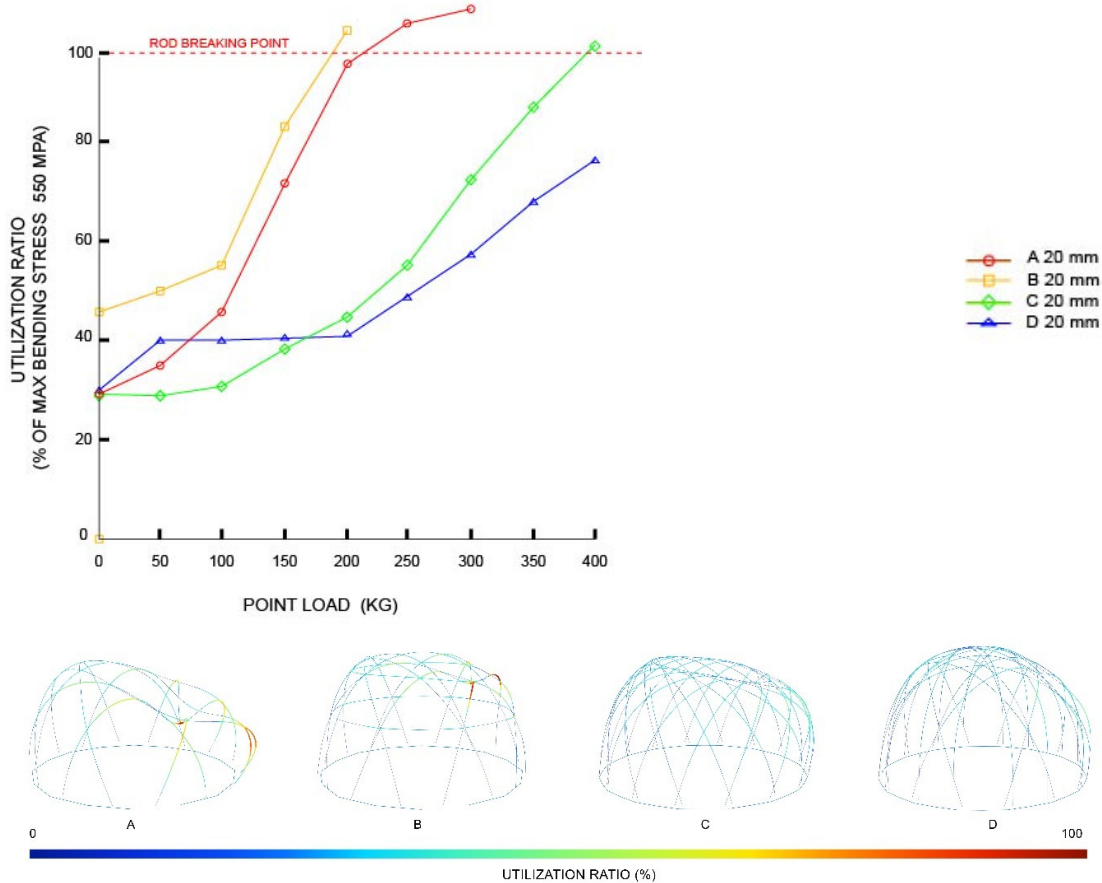 ROD BREAKING POINT
100
80
60
40
20
0
UTILIZATION RATIO
(% OF MAX BENDING STRESS 550 MPA)
0 50 100 150 200 250 300 350 400
POINT LOAD (KG)
A 20 mm
B 20 mm
C 20 mm
D 20 mm
A B C D
0 100
UTILIZATION RATIO (%)